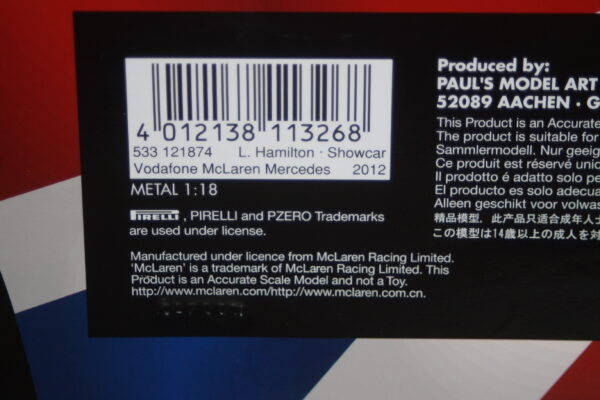 4 012138 113268
533 121874 L. Hamilton · Showcar
Vodafone McLaren Mercedes 2012
METAL 1:18
PIRELLI, PIRELLI and PZERO Trademarks
are used under license.
Manufactured under licence from McLaren Racing Limited.
'McLaren' is a trademark of McLaren Racing Limited. This
Product is an Accurate Scale Model and not a Toy.
http://www.mclaren.com/http://www.mclaren.com.cn.
Produced by:
PAUL'S MODEL ART
52089 AACHEN · G
This Product is an Accurate
The product is suitable for
Sammlermodell. Nur geeig
Ce produit est réservé unic
Il prodotto é adatto solo pe
El producto es solo adecua
Alleen geschikt voor volwas
精品模型, 此产品只适合成年人士
この模型は14歳以上の成人を対